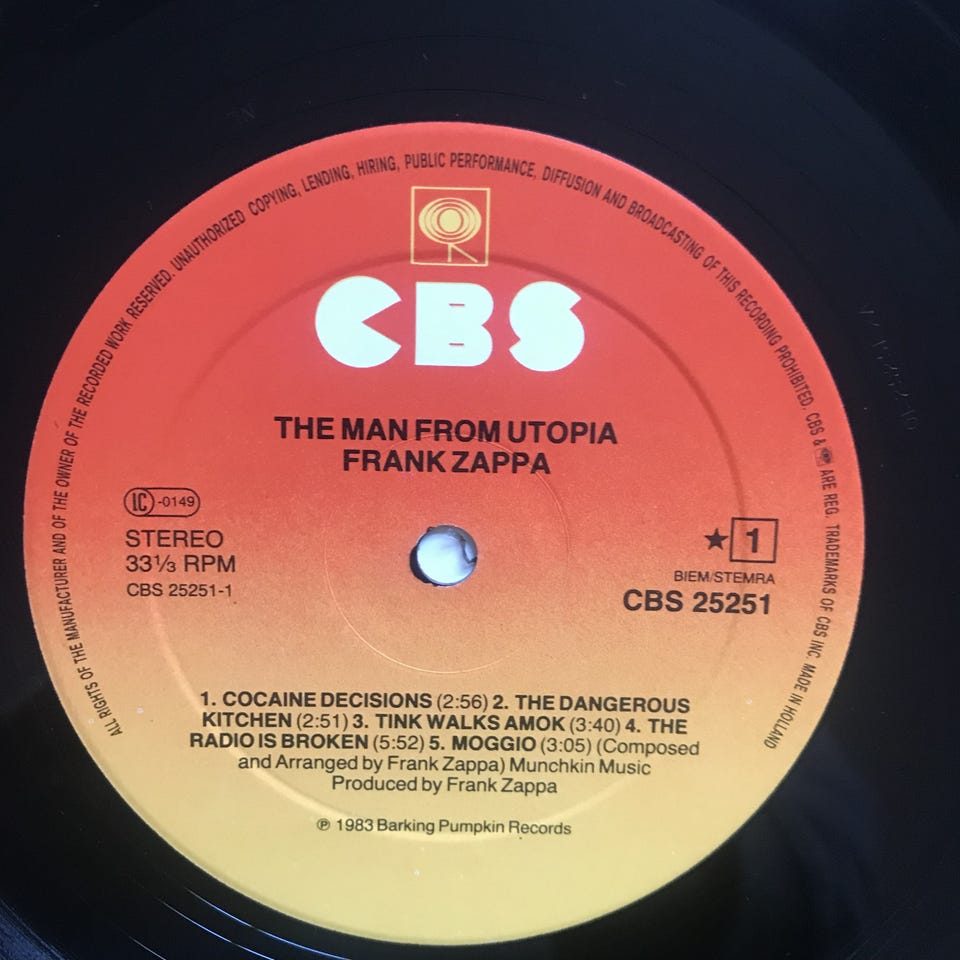 ALL RIGHTS OF THE MANUFACTURER AND OF THE OWNER OF THE RECORDED WORK RESERVED. UNAUTHORIZED COPYING, LENDING, HIRING, PUBLIC PERFORMANCE, DIFFUSION AND BROADCASTING OF THIS RECORDING PROHIBITED. CBS & ARE REG. TRADEMARKS OF CBS INC. MADE IN HOLLAND
CBS
THE MAN FROM UTOPIA
FRANK ZAPPA
LC -0149
STEREO
33⅓ RPM
CBS 25251-1
★ 1
BIEM/STEMRA
CBS 25251
1. COCAINE DECISIONS (2:56) 2. THE DANGEROUS
KITCHEN (2:51) 3. TINK WALKS AMOK (3:40) 4. THE
RADIO IS BROKEN (5:52) 5. MOGGIO (3:05) (Composed
and Arranged by Frank Zappa) Munchkin Music
Produced by Frank Zappa
℗ 1983 Barking Pumpkin Records